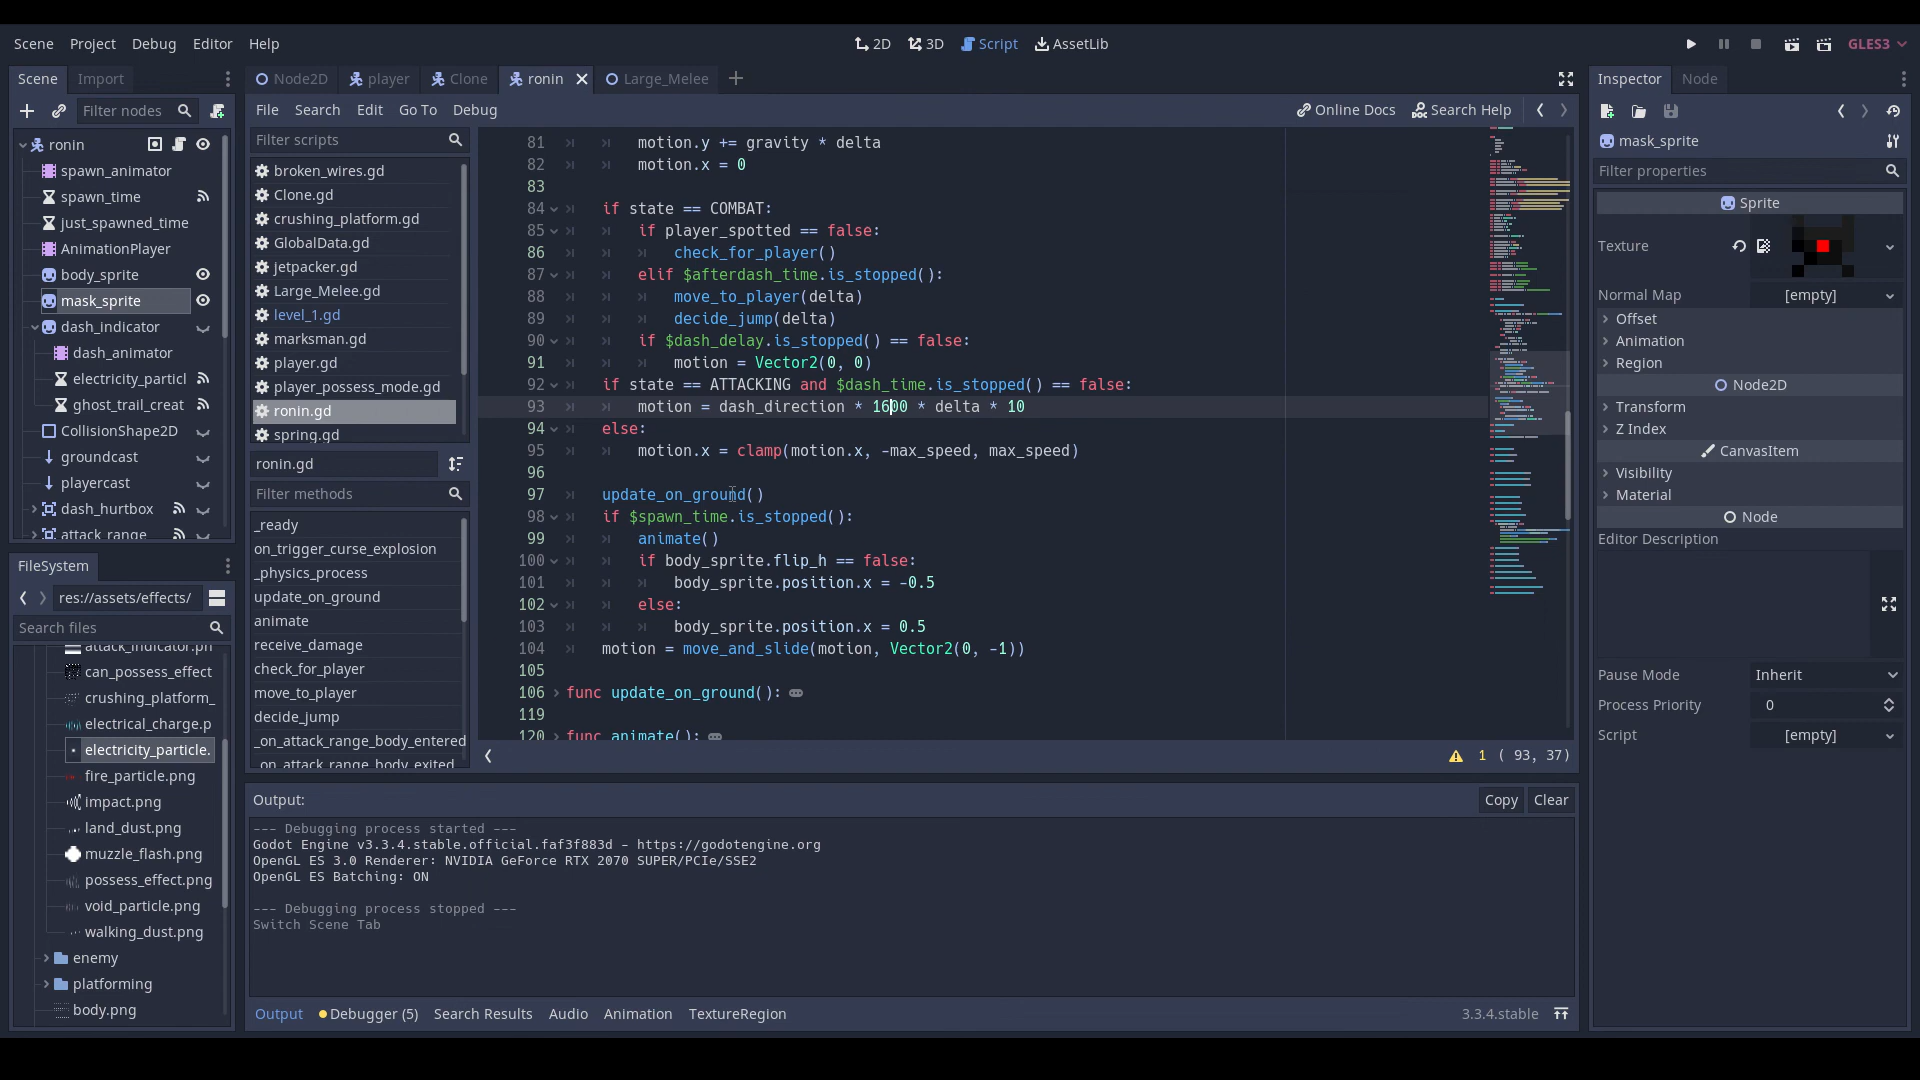 Scene Project Debug Editor Help
2D 3D Script AssetLib
GLES3
Scene Import
Filter nodes
ronin
spawn_animator
spawn_time
just_spawned_time
AnimationPlayer
body_sprite
mask_sprite
dash_indicator
dash_animator
electricity_particl
ghost_trail_creat
CollisionShape2D
groundcast
playercast
dash_hurtbox
attack_range
FileSystem
res://assets/effects/
Search files
attack_indicator.pn
can_possess_effect
crushing_platform_
electrical_charge.p
electricity_particle.
fire_particle.png
impact.png
land_dust.png
muzzle_flash.png
possess_effect.png
void_particle.png
walking_dust.png
enemy
platforming
body.png
Node2D player Clone ronin Large_Melee
File Search Edit Go To Debug
Online Docs Search Help
Filter scripts
broken_wires.gd
Clone.gd
crushing_platform.gd
GlobalData.gd
jetpacker.gd
Large_Melee.gd
level_1.gd
marksman.gd
player.gd
player_possess_mode.gd
ronin.gd
spring.gd
ronin.gd
Filter methods
_ready
on_trigger_curse_explosion
_physics_process
update_on_ground
animate
receive_damage
check_for_player
move_to_player
decide_jump
_on_attack_range_body_entered
_on_attack_range_body_exited
81 motion.y += gravity * delta
82 motion.x = 0
83
84 if state == COMBAT:
85 if player_spotted == false:
86 check_for_player()
87 elif $afterdash_time.is_stopped():
88 move_to_player(delta)
89 decide_jump(delta)
90 if $dash_delay.is_stopped() == false:
91 motion = Vector2(0, 0)
92 if state == ATTACKING and $dash_time.is_stopped() == false:
93 motion = dash_direction * 1600 * delta * 10
94 else:
95 motion.x = clamp(motion.x, -max_speed, max_speed)
96
97 update_on_ground()
98 if $spawn_time.is_stopped():
99 animate()
100 if body_sprite.flip_h == false:
101 body_sprite.position.x = -0.5
102 else:
103 body_sprite.position.x = 0.5
104 motion = move_and_slide(motion, Vector2(0, -1))
105
106 func update_on_ground():
119
120 func animate():
1 ( 93, 37)
Output:
Copy Clear
--- Debugging process started ---
Godot Engine v3.3.4.stable.official.faf3f883d - https://godotengine.org
OpenGL ES 3.0 Renderer: NVIDIA GeForce RTX 2070 SUPER/PCIe/SSE2
OpenGL ES Batching: ON
--- Debugging process stopped ---
Switch Scene Tab
Output Debugger (5) Search Results Audio Animation TextureRegion
3.3.4.stable
Inspector Node
mask_sprite
Filter properties
Sprite
Texture
Normal Map [empty]
Offset
Animation
Region
Node2D
Transform
Z Index
CanvasItem
Visibility
Material
Node
Editor Description
Pause Mode Inherit
Process Priority 0
Script [empty]